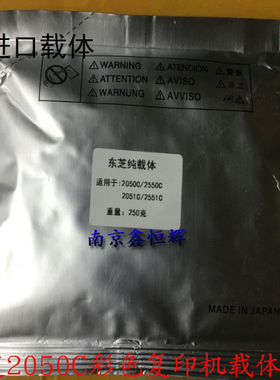 进口载体
WARNING
ATENCIÓN
ATTENTION
AVISO
WARNUNG
AVVISO
东芝纯载体
适用于:2050C/2550C
2051C/2551C
重量: 250克
南京鑫恒辉
MADE IN JAPAN
2050C彩色复印机载体